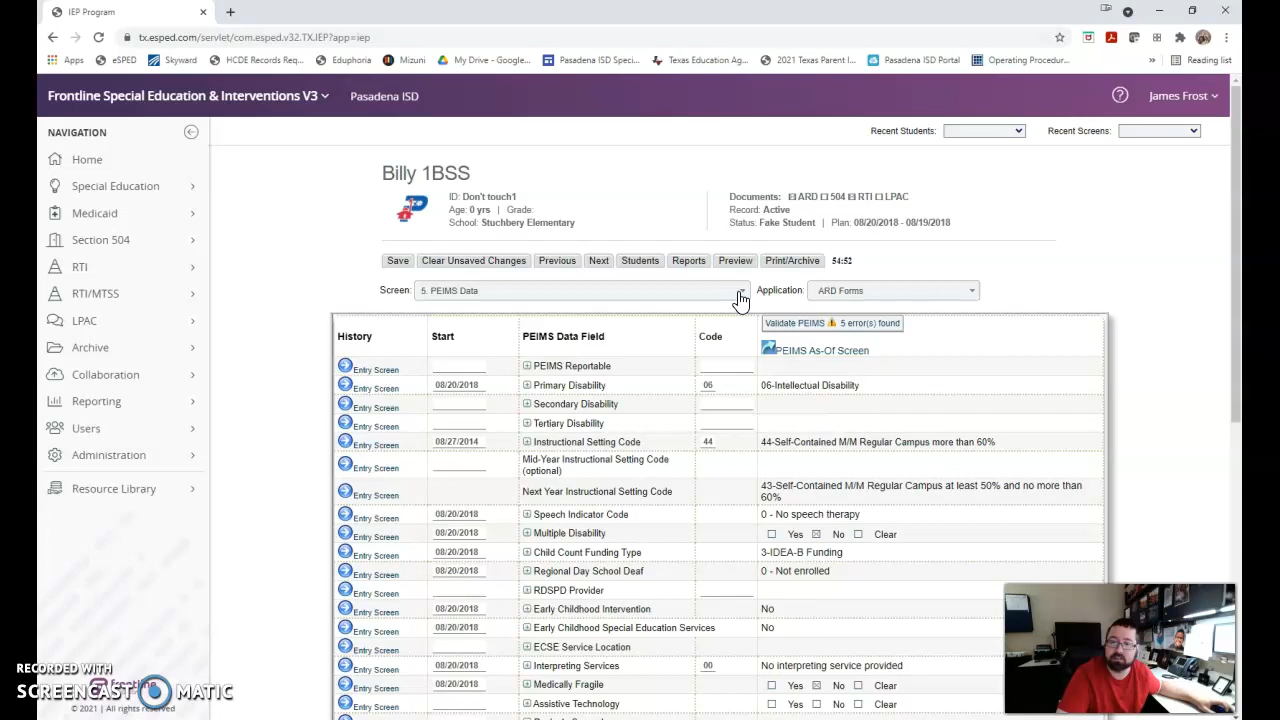 IEP Program
tx.esped.com/servlet/com.esped.v32.TX.IEP?app=iep
Apps eSPED Skyward HCDE Records Req... Eduphoria Mizuni My Drive - Google... Pasadena ISD Speci... Texas Education Ag... 2021 Texas Parent I... Pasadena ISD Portal Operating Procedur... » Reading list
Frontline Special Education & Interventions V3 Pasadena ISD James Frost
NAVIGATION
Recent Students: Recent Screens:
Home
Special Education
Medicaid
Section 504
RTI
RTI/MTSS
LPAC
Archive
Collaboration
Reporting
Users
Administration
Resource Library
Billy 1BSS
ID: Don't touch1
Age: 0 yrs | Grade:
School: Stuchbery Elementary
Documents: ARD 504 RTI LPAC
Record: Active
Status: Fake Student | Plan: 08/20/2018 - 08/19/2018
Save Clear Unsaved Changes Previous Next Students Reports Preview Print/Archive 54:52
Screen: 5. PEIMS Data Application: ARD Forms
History Start PEIMS Data Field Code Validate PEIMS 5 error(s) found
PEIMS As-Of Screen
Entry Screen PEIMS Reportable
Entry Screen 08/20/2018 Primary Disability 06 06-Intellectual Disability
Entry Screen Secondary Disability
Entry Screen Tertiary Disability
Entry Screen 08/27/2014 Instructional Setting Code 44 44-Self-Contained M/M Regular Campus more than 60%
Entry Screen Mid-Year Instructional Setting Code
(optional)
Entry Screen Next Year Instructional Setting Code 43-Self-Contained M/M Regular Campus at least 50% and no more than
60%
Entry Screen 08/20/2018 Speech Indicator Code 0 - No speech therapy
Entry Screen 08/20/2018 Multiple Disability Yes No Clear
Entry Screen 08/20/2018 Child Count Funding Type 3-IDEA-B Funding
Entry Screen 08/20/2018 Regional Day School Deaf 0 - Not enrolled
Entry Screen RDSPD Provider
Entry Screen 08/20/2018 Early Childhood Intervention No
Entry Screen 08/20/2018 Early Childhood Special Education Services No
Entry Screen ECSE Service Location
Entry Screen 08/20/2018 Interpreting Services 00 No interpreting service provided
Entry Screen 08/20/2018 Medically Fragile Yes No Clear
Entry Screen Assistive Technology Yes No Clear
RECORDED WITH
SCREENCAST MATIC
© 2021 | All rights reserved